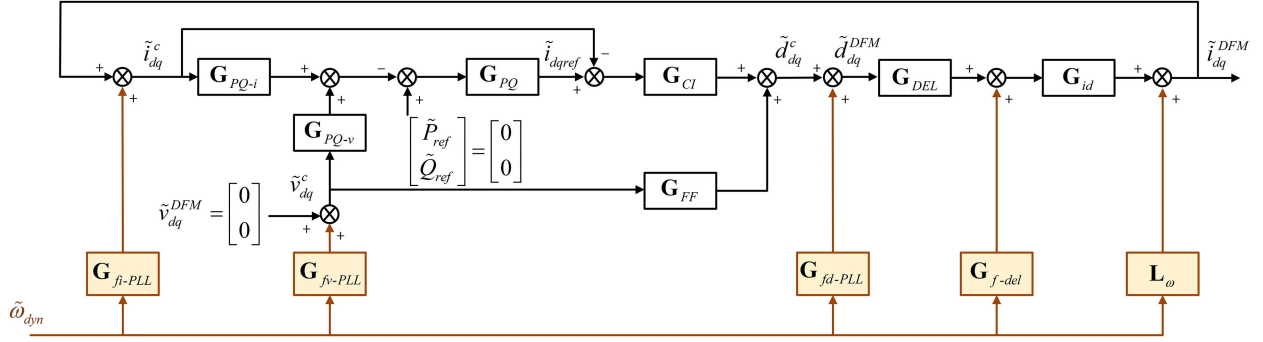 ĩ^c_dq
G_PQ-i
G_PQ
ĩ_dqref
G_CI
d̃^c_dq
d̃^DFM_dq
G_DEL
G_id
ĩ^DFM_dq
G_PQ-v
[P̃_ref Q̃_ref] = [0 0]
ṽ^c_dq
G_FF
ṽ^DFM_dq = [0 0]
G_fi-PLL
G_fv-PLL
G_fd-PLL
G_f-del
L_ω
ω̃_dyn